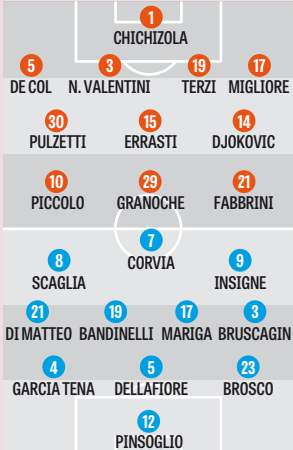 1
CHICHIZOLA
5 3 19 17
DE COL N. VALENTINI TERZI MIGLIORE
30 15 14
PULZETTI ERRASTI DJOKOVIC
10 29 21
PICCOLO GRANOCHE FABBRINI
7
CORVIA
8 9
SCAGLIA INSIGNE
21 19 17 3
DI MATTEO BANDINELLI MARIGA BRUSCAGIN
4 5 23
GARCIA TENA DELLAFIORE BROSCO
12
PINSOGLIO